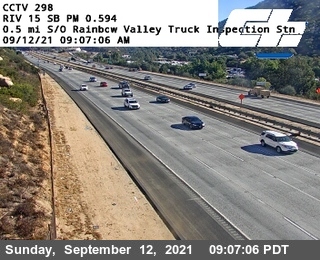 CCTV 298
RIV 15 SB PM 0.594
0.5 mi S/O Rainbow Valley Truck Inspection Stn
09/12/21 09:07:06 AM
Sunday, September 12, 2021 09:07:06 PDT